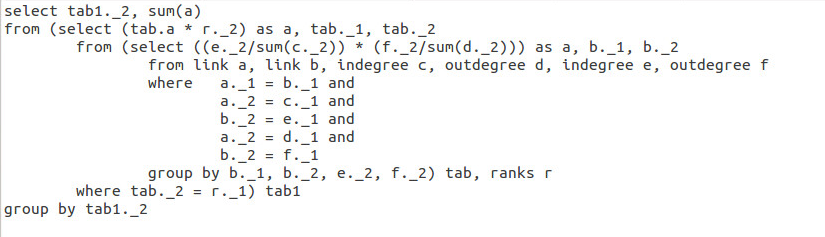 select tab1._2, sum(a)
from (select (tab.a * r._2) as a, tab._1, tab._2
        from (select ((e._2/sum(c._2)) * (f._2/sum(d._2))) as a, b._1, b._2
                from link a, link b, indegree c, outdegree d, indegree e, outdegree f
                where   a._1 = b._1 and
                        a._2 = c._1 and
                        b._2 = e._1 and
                        a._2 = d._1 and
                        b._2 = f._1
                group by b._1, b._2, e._2, f._2) tab, ranks r
        where tab._2 = r._1) tab1
group by tab1._2